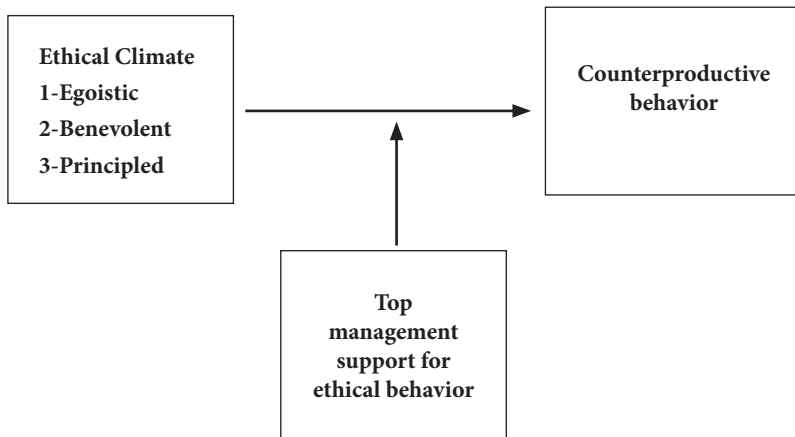 Ethical Climate
1-Egoistic
2-Benevolent
3-Principled
Counterproductive
behavior
Top
management
support for
ethical behavior